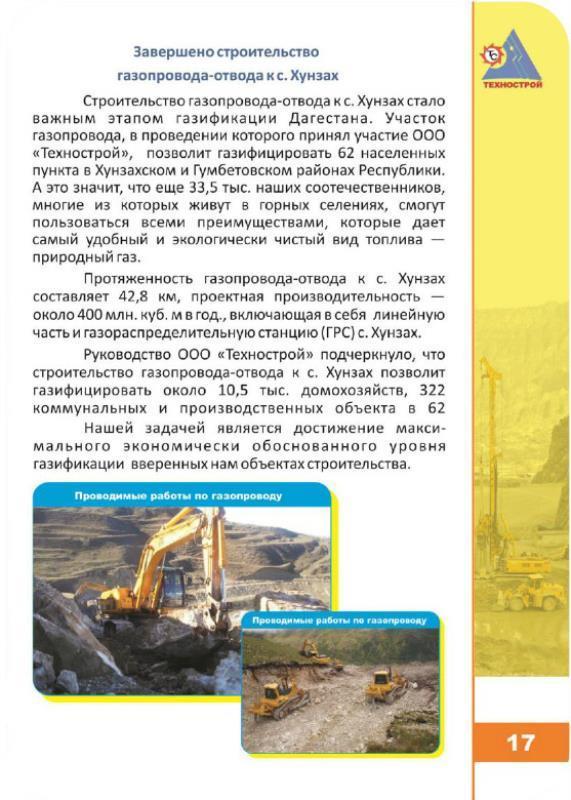 Завершено строительство
газопровода-отвода к с. Хунзах
Строительство газопровода-отвода к с. Хунзах стало
важным этапом газификации Дагестана. Участок
газопровода, в проведении которого принял участие ООО
«Технострой», позволит газифицировать 62 населенных
пункта в Хунзахском и Гумбетовском районах Республики.
А это значит, что еще 33,5 тыс. наших соотечественников,
многие из которых живут в горных селениях, смогут
пользоваться всеми преимуществами, которые дает
самый удобный и экологически чистый вид топлива —
природный газ.
Протяженность газопровода-отвода к с. Хунзах
составляет 42,8 км, проектная производительность —
около 400 млн. куб. м в год., включающая в себя линейную
часть и газораспределительную станцию (ГРС) с. Хунзах.
Руководство ООО «Технострой» подчеркнуло, что
строительство газопровода-отвода к с. Хунзах позволит
газифицировать около 10,5 тыс. домохозяйств, 322
коммунальных и производственных объекта в 62
Нашей задачей является достижение макси-
мального экономически обоснованного уровня
газификации вверенных нам объектах строительства.
Проводимые работы по газопроводу
Проводимые работы по газопроводу
ТС
ТЕХНОСТРОЙ
17